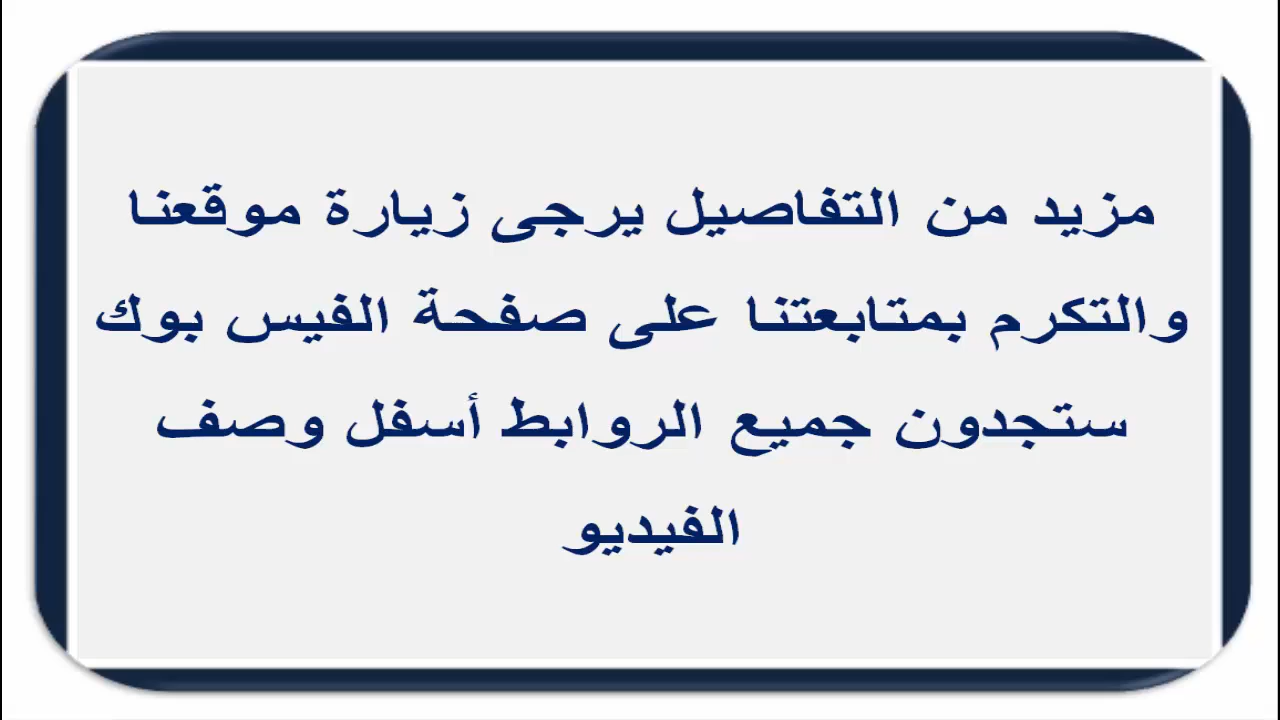 مزيد من التفاصيل يرجى زيارة موقعنا
والتكرم بمتابعتنا على صفحة الفيس بوك
ستجدون جميع الروابط أسفل وصف
الفيديو